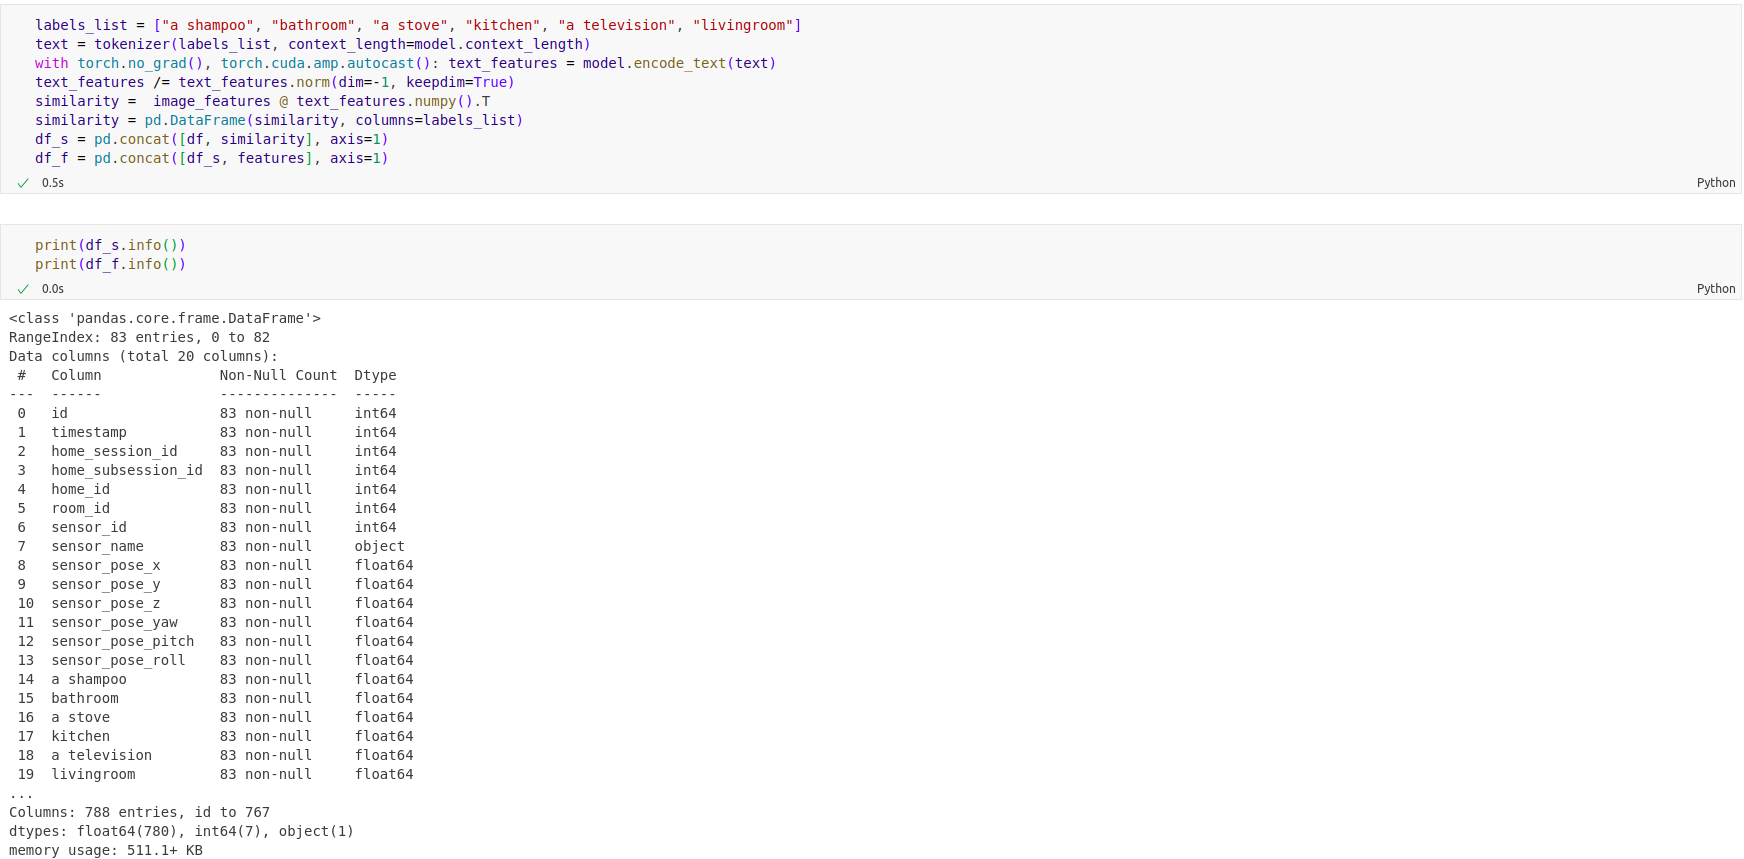 labels_list = ["a shampoo", "bathroom", "a stove", "kitchen", "a television", "livingroom"]
text = tokenizer(labels_list, context_length=model.context_length)
with torch.no_grad(), torch.cuda.amp.autocast(): text_features = model.encode_text(text)
text_features /= text_features.norm(dim=-1, keepdim=True)
similarity =  image_features @ text_features.numpy().T
similarity = pd.DataFrame(similarity, columns=labels_list)
df_s = pd.concat([df, similarity], axis=1)
df_f = pd.concat([df_s, features], axis=1)
✓ 0.5s Python
print(df_s.info())
print(df_f.info())
✓ 0.0s Python
<class 'pandas.core.frame.DataFrame'>
RangeIndex: 83 entries, 0 to 82
Data columns (total 20 columns):
 #   Column              Non-Null Count  Dtype
---  ------              --------------  -----
 0   id                  83 non-null     int64
 1   timestamp           83 non-null     int64
 2   home_session_id     83 non-null     int64
 3   home_subsession_id  83 non-null     int64
 4   home_id             83 non-null     int64
 5   room_id             83 non-null     int64
 6   sensor_id           83 non-null     int64
 7   sensor_name         83 non-null     object
 8   sensor_pose_x       83 non-null     float64
 9   sensor_pose_y       83 non-null     float64
 10  sensor_pose_z       83 non-null     float64
 11  sensor_pose_yaw     83 non-null     float64
 12  sensor_pose_pitch   83 non-null     float64
 13  sensor_pose_roll    83 non-null     float64
 14  a shampoo           83 non-null     float64
 15  bathroom            83 non-null     float64
 16  a stove             83 non-null     float64
 17  kitchen             83 non-null     float64
 18  a television        83 non-null     float64
 19  livingroom          83 non-null     float64
...
Columns: 788 entries, id to 767
dtypes: float64(780), int64(7), object(1)
memory usage: 511.1+ KB